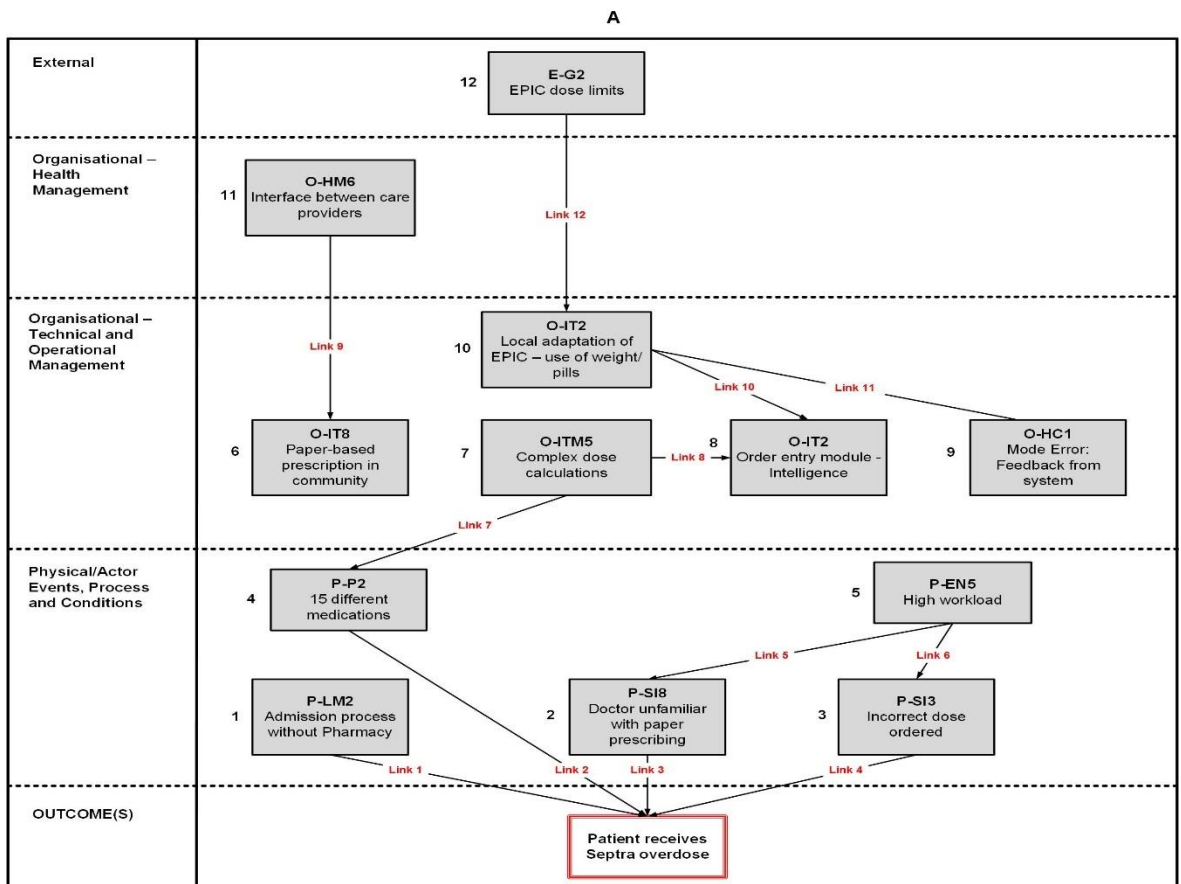 A
External
12
E-G2
EPIC dose limits
Organisational –
Health
Management
11
O-HM6
Interface between care
providers
Link 12
Organisational –
Technical and
Operational
Management
Link 9
10
O-IT2
Local adaptation of
EPIC – use of weight/
pills
Link 10
Link 11
6
O-IT8
Paper-based
prescription in
community
7
O-ITM5
Complex dose
calculations
Link 8
8
O-IT2
Order entry module -
Intelligence
9
O-HC1
Mode Error:
Feedback from
system
Link 7
Physical/Actor
Events, Process
and Conditions
4
P-P2
15 different
medications
5
P-EN5
High workload
Link 5
Link 6
1
P-LM2
Admission process
without Pharmacy
2
P-SI8
Doctor unfamiliar
with paper
prescribing
3
P-SI3
Incorrect dose
ordered
Link 1
Link 2
Link 3
Link 4
OUTCOME(S)
Patient receives
Septra overdose